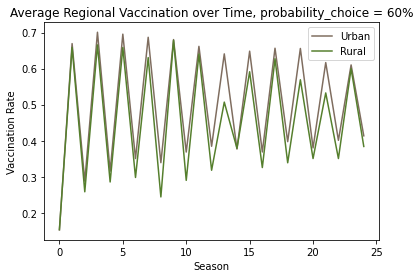 Average Regional Vaccination over Time, probability_choice = 60%
Urban
Rural
0.7
0.6
0.5
0.4
0.3
0.2
Vaccination Rate
0 5 10 15 20 25
Season